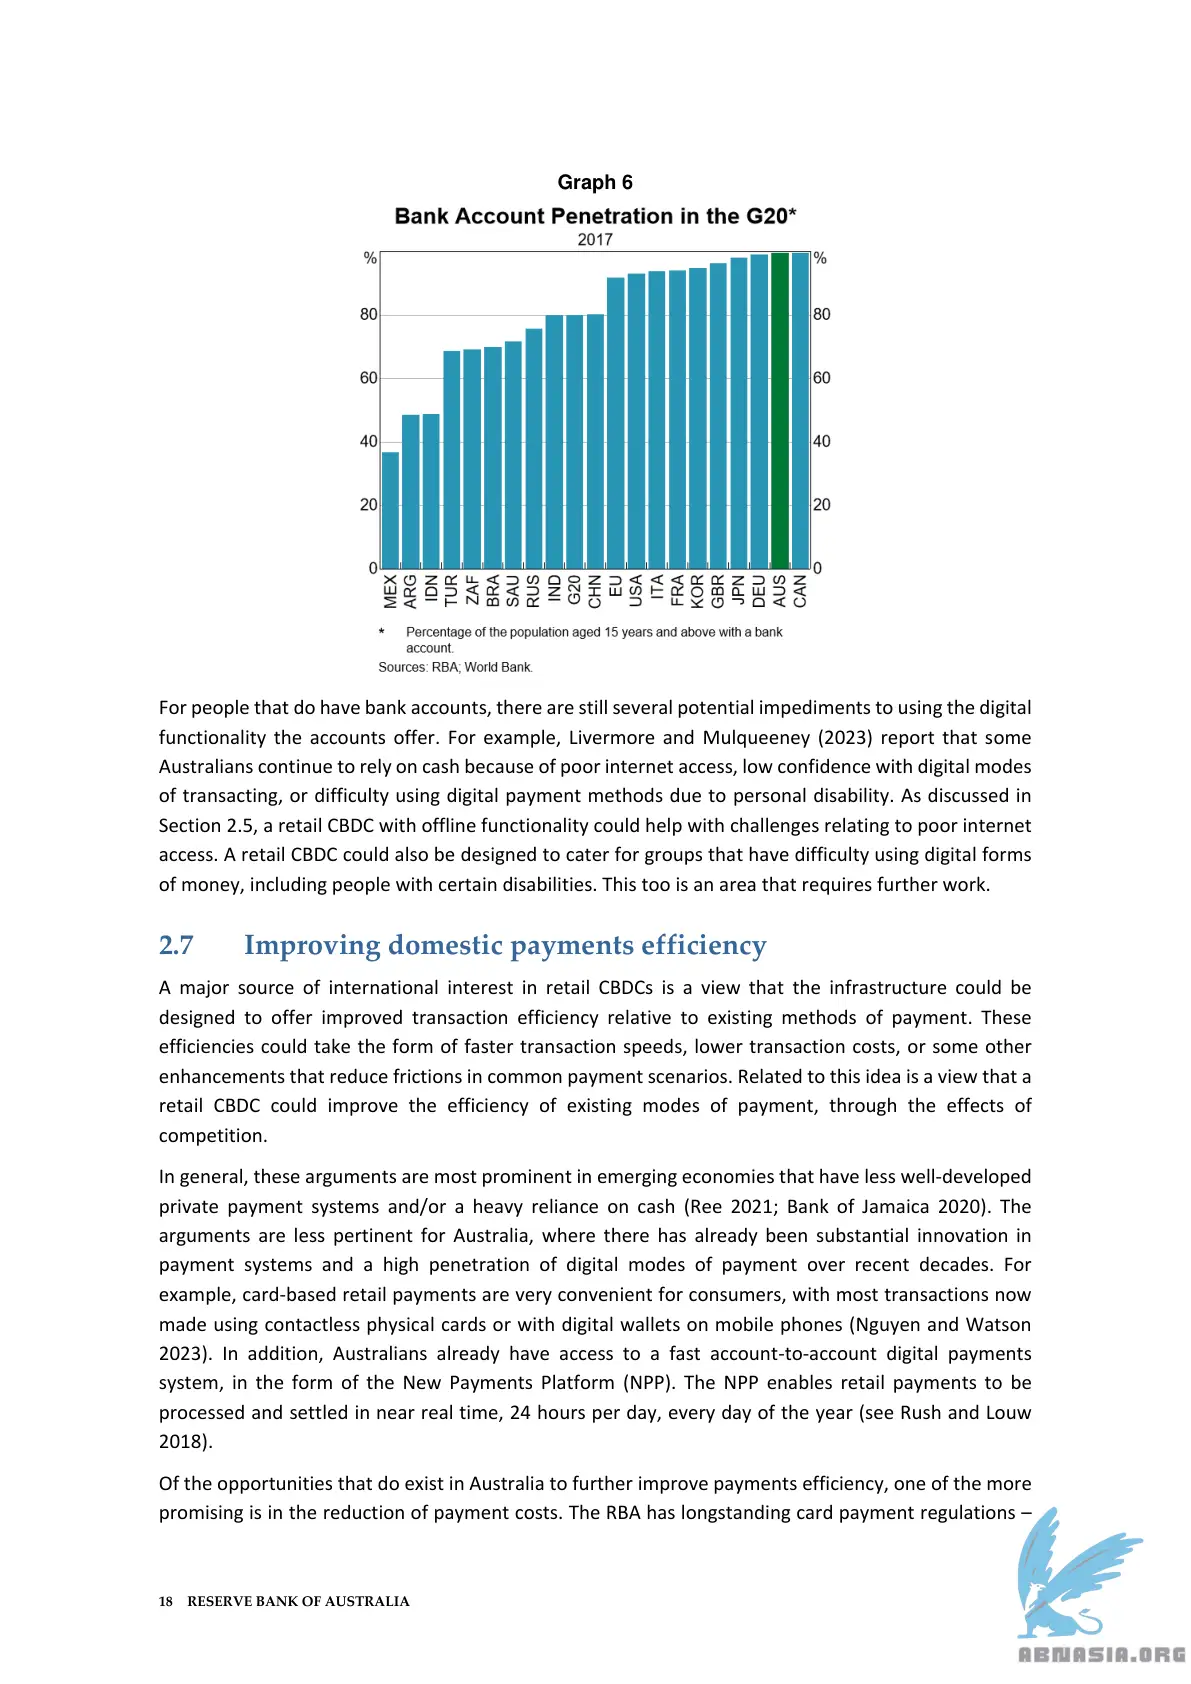 Graph 6
Bank Account Penetration in the G20*
2017
% %
80 80
60 60
40 40
20 20
0 0
MEX ARG IDN TUR ZAF BRA SAU RUS IND G20 CHN EU USA ITA FRA KOR GBR JPN DEU AUS CAN
* Percentage of the population aged 15 years and above with a bank
account.
Sources: RBA; World Bank.
For people that do have bank accounts, there are still several potential impediments to using the digital
functionality the accounts offer. For example, Livermore and Mulqueeney (2023) report that some
Australians continue to rely on cash because of poor internet access, low confidence with digital modes
of transacting, or difficulty using digital payment methods due to personal disability. As discussed in
Section 2.5, a retail CBDC with offline functionality could help with challenges relating to poor internet
access. A retail CBDC could also be designed to cater for groups that have difficulty using digital forms
of money, including people with certain disabilities. This too is an area that requires further work.
2.7 Improving domestic payments efficiency
A major source of international interest in retail CBDCs is a view that the infrastructure could be
designed to offer improved transaction efficiency relative to existing methods of payment. These
efficiencies could take the form of faster transaction speeds, lower transaction costs, or some other
enhancements that reduce frictions in common payment scenarios. Related to this idea is a view that a
retail CBDC could improve the efficiency of existing modes of payment, through the effects of
competition.
In general, these arguments are most prominent in emerging economies that have less well-developed
private payment systems and/or a heavy reliance on cash (Ree 2021; Bank of Jamaica 2020). The
arguments are less pertinent for Australia, where there has already been substantial innovation in
payment systems and a high penetration of digital modes of payment over recent decades. For
example, card-based retail payments are very convenient for consumers, with most transactions now
made using contactless physical cards or with digital wallets on mobile phones (Nguyen and Watson
2023). In addition, Australians already have access to a fast account-to-account digital payments
system, in the form of the New Payments Platform (NPP). The NPP enables retail payments to be
processed and settled in near real time, 24 hours per day, every day of the year (see Rush and Louw
2018).
Of the opportunities that do exist in Australia to further improve payments efficiency, one of the more
promising is in the reduction of payment costs. The RBA has longstanding card payment regulations –
18 RESERVE BANK OF AUSTRALIA
ABNASIA.ORG